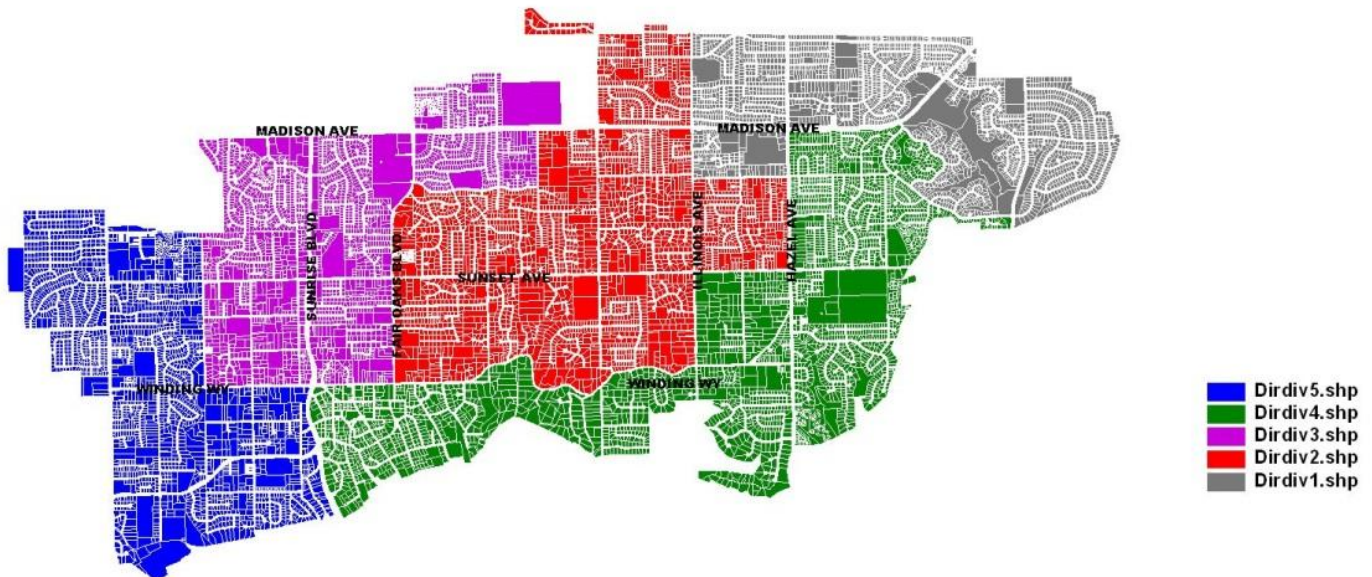 MADISON AVE
MADISON AVE
SUNRISE BLVD
FAIR OAKS BLVD
SUNSET AVE
ILLINOIS AVE
HAZEL AVE
WINDING WY
WINDING WY
Dirdiv5.shp
Dirdiv4.shp
Dirdiv3.shp
Dirdiv2.shp
Dirdiv1.shp